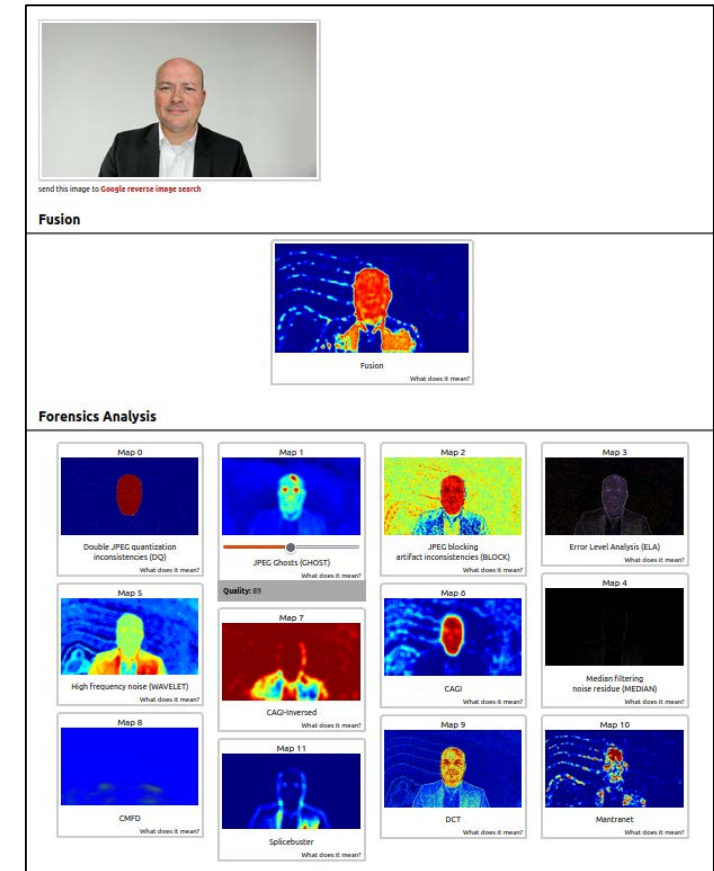 send this image to Google reverse image search
Fusion
Fusion
What does it mean?
Forensics Analysis
Map 0
Double JPEG quantization
inconsistencies (DQ)
What does it mean?
Map 1
JPEG Ghosts (GHOST)
What does it mean?
Quality: 89
Map 2
JPEG blocking
artifact inconsistencies (BLOCK)
What does it mean?
Map 3
Error Level Analysis (ELA)
What does it mean?
Map 4
Median filtering
noise residue (MEDIAN)
What does it mean?
Map 5
High frequency noise (WAVELET)
What does it mean?
Map 6
CAGI
What does it mean?
Map 7
CAGI-Inversed
What does it mean?
Map 8
CMFD
What does it mean?
Map 9
DCT
What does it mean?
Map 10
Mantranet
What does it mean?
Map 11
Splicebuster
What does it mean?